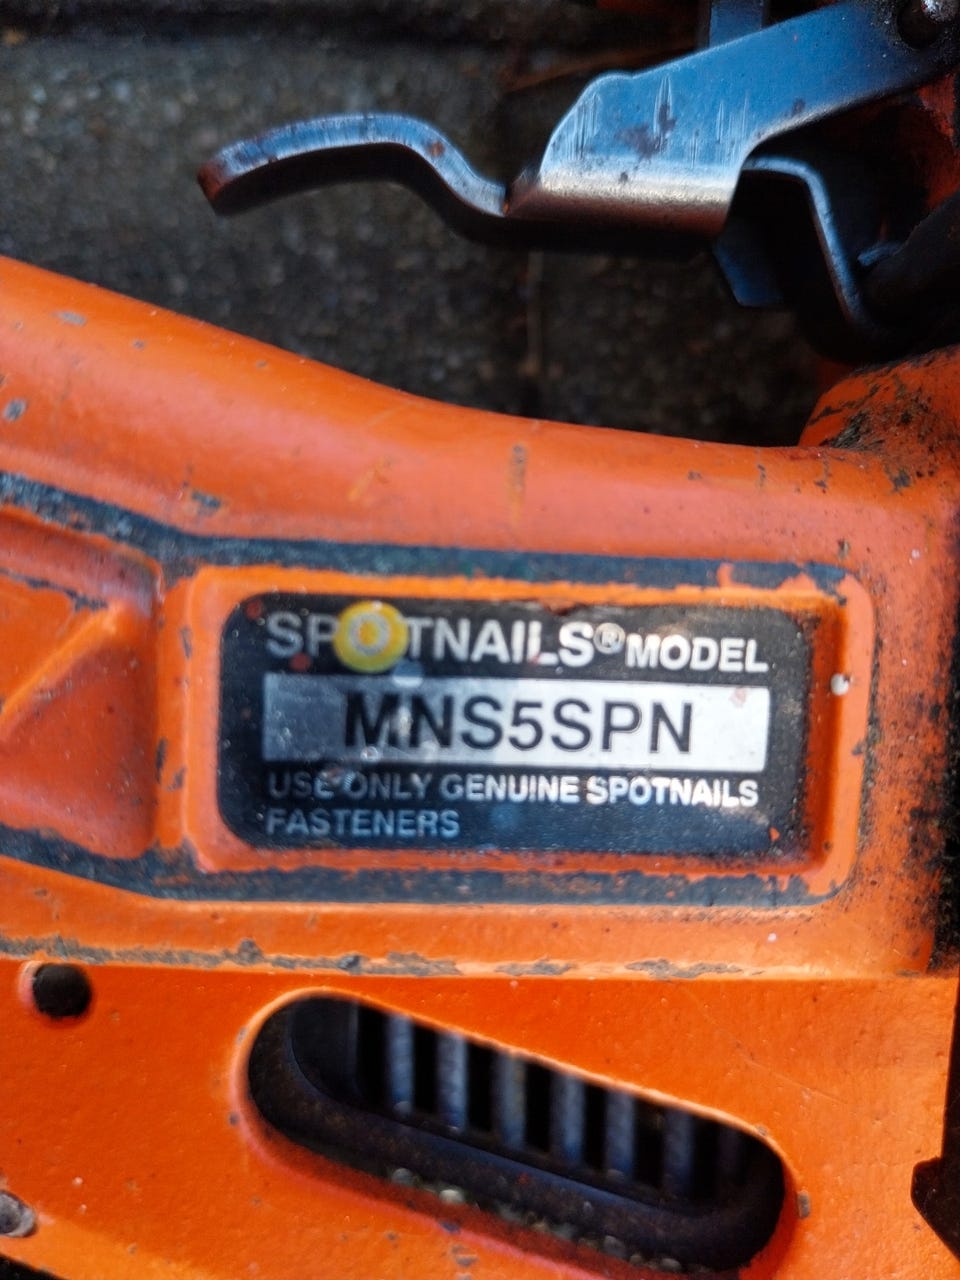 SPOTNAILS® MODEL
MNS5SPN
USE ONLY GENUINE SPOTNAILS
FASTENERS